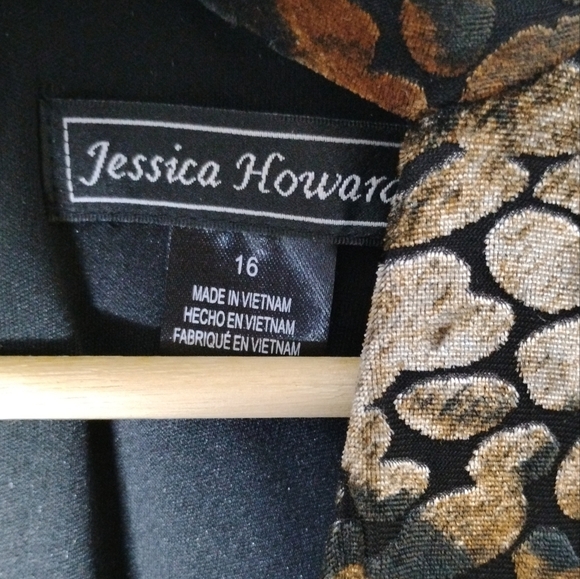 Jessica Howard
16
MADE IN VIETNAM
HECHO EN VIETNAM
FABRIQUÉ EN VIETNAM